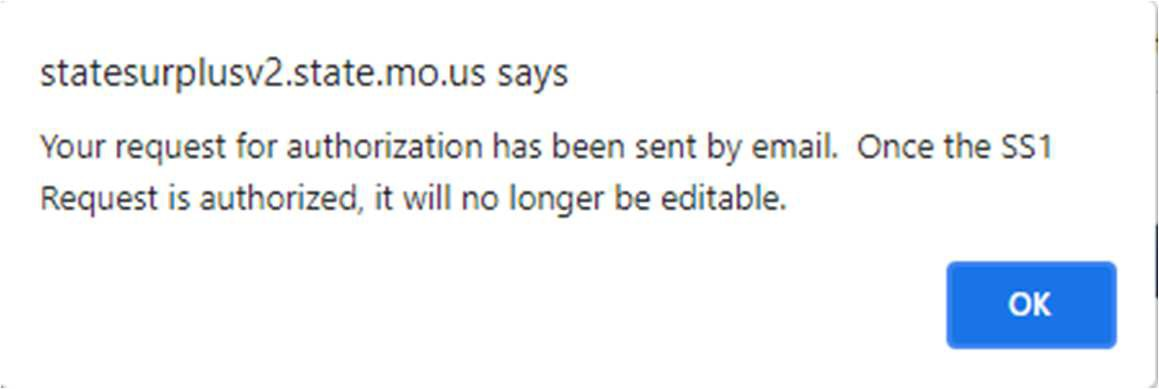 statesurplusv2.state.mo.us says
Your request for authorization has been sent by email.  Once the SS1
Request is authorized, it will no longer be editable.
OK